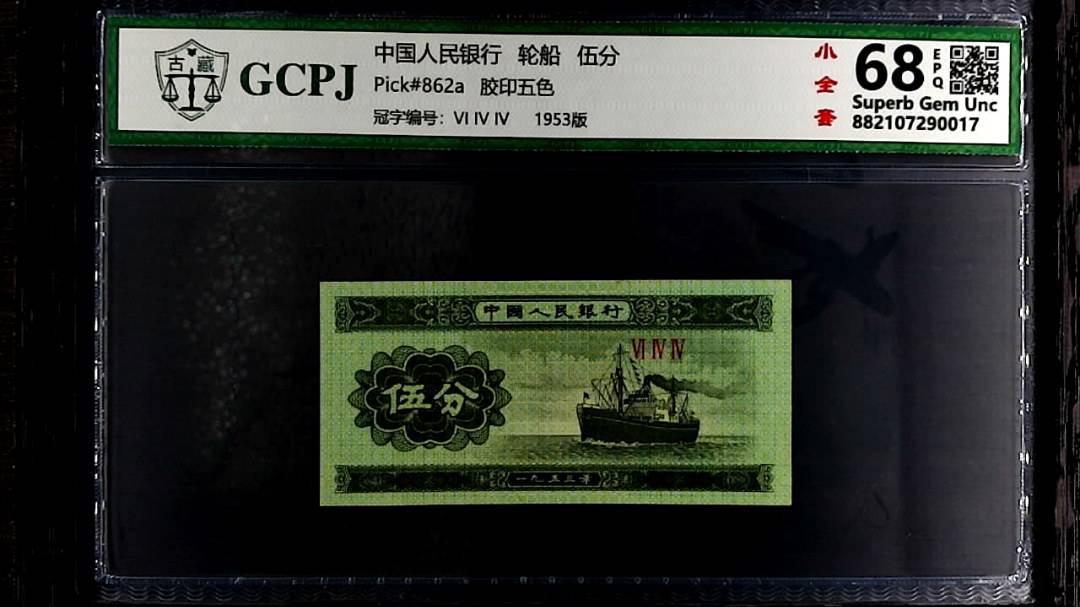 古藏
GCPJ
中国人民银行 轮船 伍分
Pick#862a 胶印五色
冠字编号: VI IV IV 1953版
小全套
68
EPQ
Superb Gem Unc
882107290017
中國人民銀行
VI IV IV
伍分
一九五三年